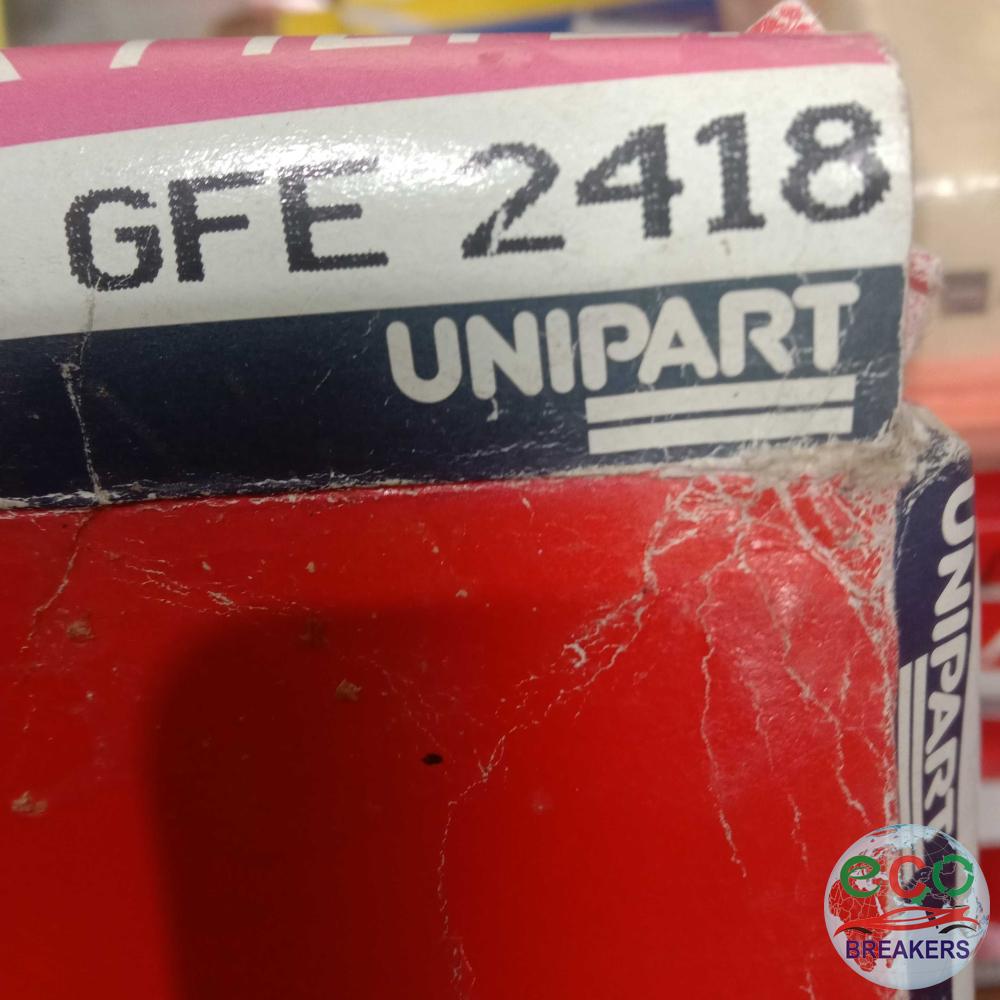 GFE 2418
UNIPART
UNIPART
eco
BREAKERS